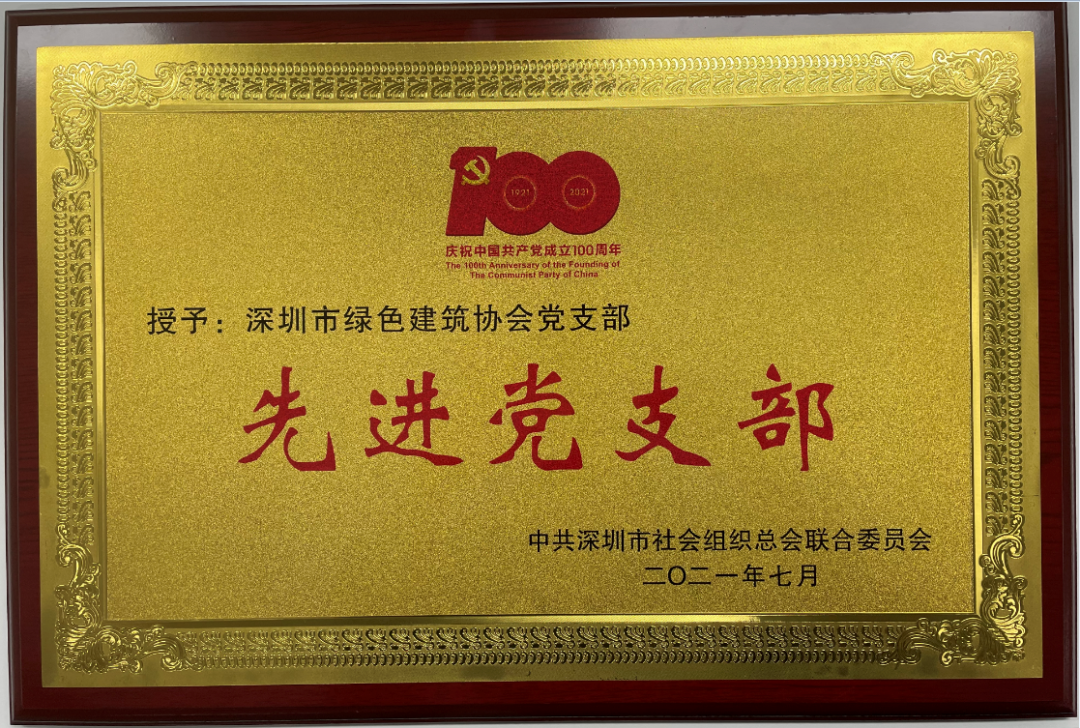 100
1921 2021
庆祝中国共产党成立100周年
The 100th Anniversary of the Founding of
The Communist Party of China
授予：深圳市绿色建筑协会党支部
先进党支部
中共深圳市社会组织总会联合委员会
二〇二一年七月